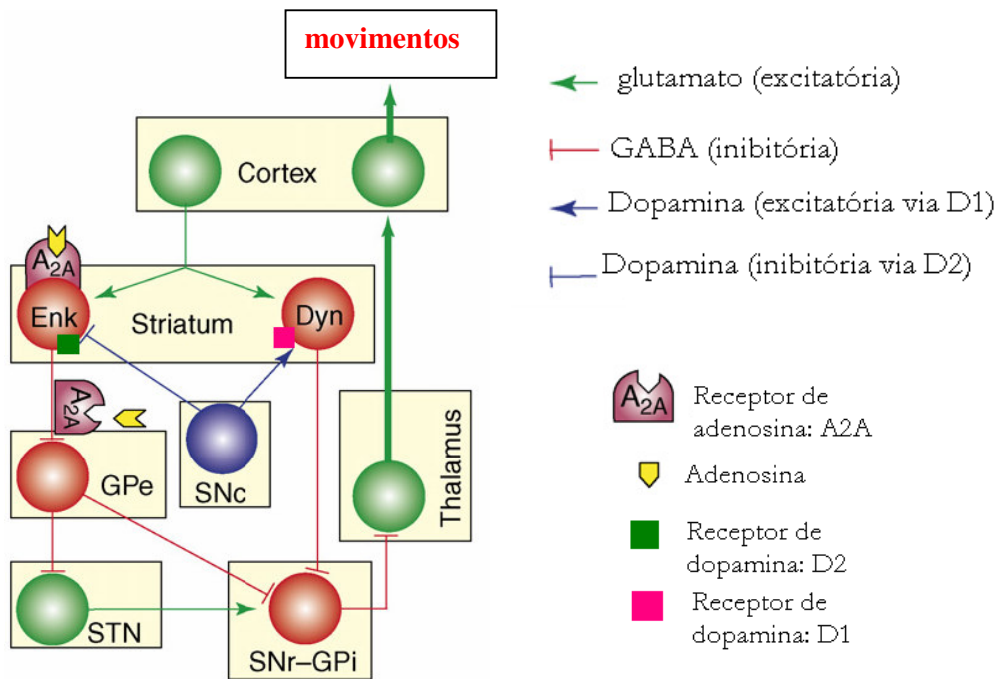 movimentos
Cortex
A2A
Enk
Striatum
Dyn
A2A
GPe
SNc
Thalamus
STN
SNr–GPi
glutamato (excitatória)
GABA (inibitória)
Dopamina (excitatória via D1)
Dopamina (inibitória via D2)
A2A
Receptor de
adenosina: A2A
Adenosina
Receptor de
dopamina: D2
Receptor de
dopamina: D1